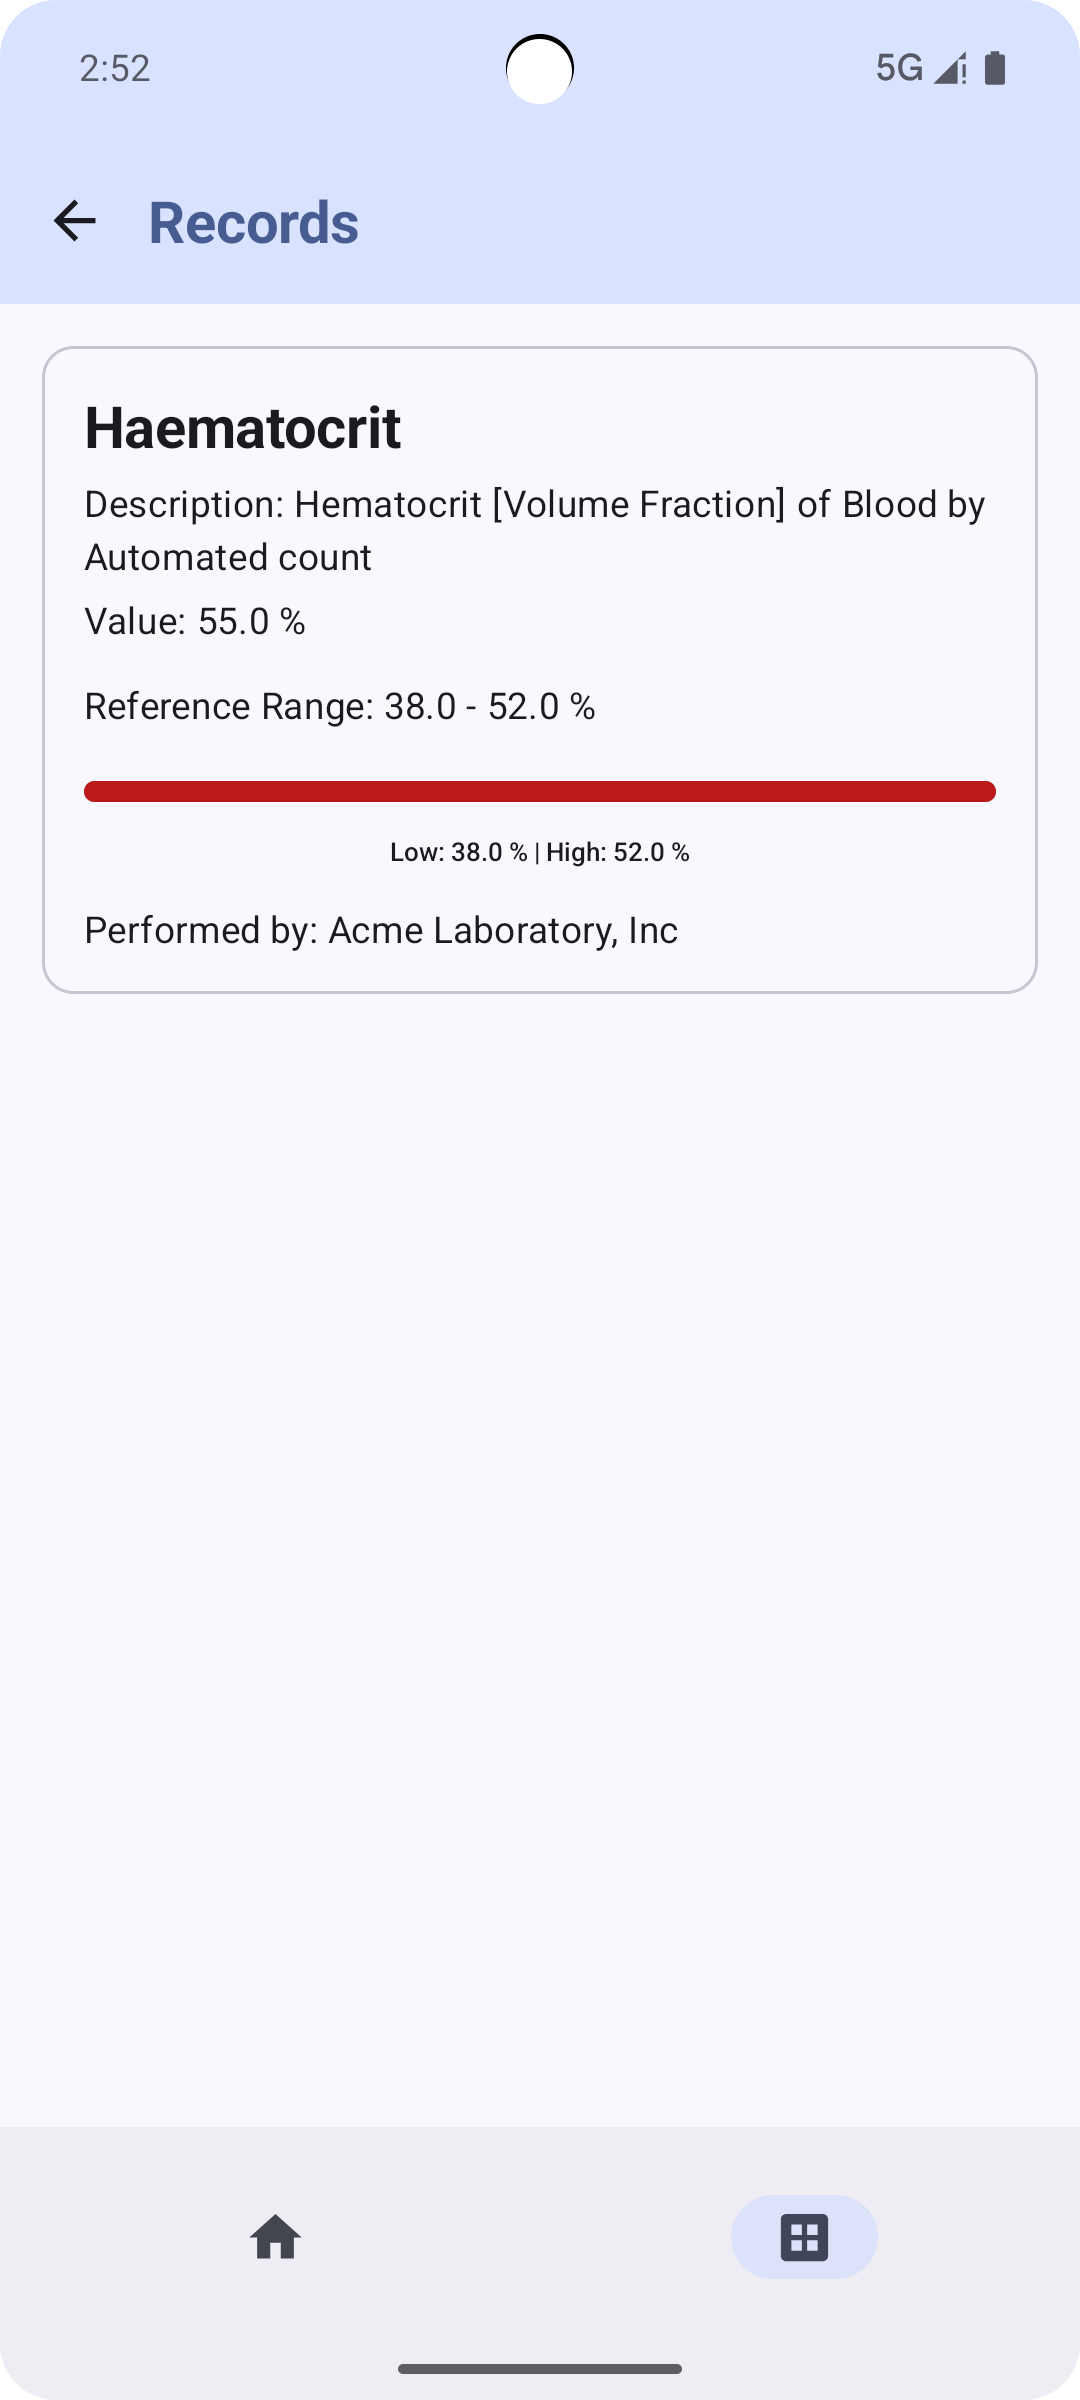 2:52
5G
Records
Haematocrit
Description: Hematocrit [Volume Fraction] of Blood by
Automated count
Value: 55.0 %
Reference Range: 38.0 - 52.0 %
Low: 38.0 % | High: 52.0 %
Performed by: Acme Laboratory, Inc